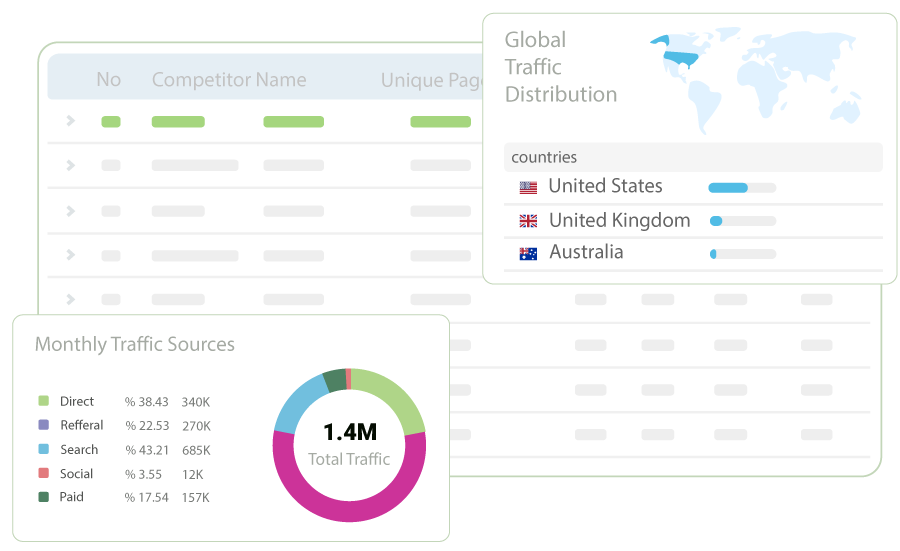 Global
Traffic
Distribution
No Competitor Name Unique Pag
countries
United States
United Kingdom
Australia
Monthly Traffic Sources
Direct % 38.43 340K
Refferal % 22.53 270K
Search % 43.21 685K
Social % 3.55 12K
Paid % 17.54 157K
1.4M
Total Traffic